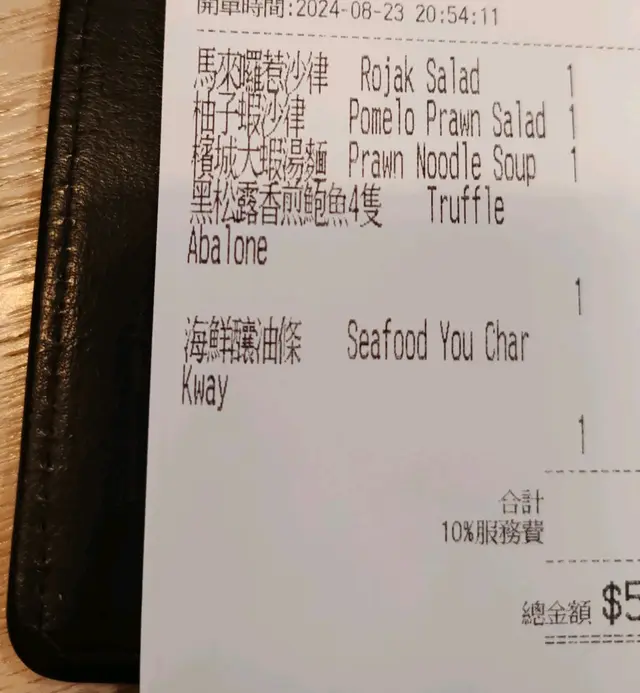 開單時間:2024-08-23 20:54:11
馬來囉惹沙律 Rojak Salad 1
柚子蝦沙律 Pomelo Prawn Salad 1
檳城大蝦湯麵 Prawn Noodle Soup 1
黑松露香煎鮑魚4隻 Truffle
Abalone
1
海鮮釀油條 Seafood You Char
Kway
1
合計
10%服務費
總金額 $5